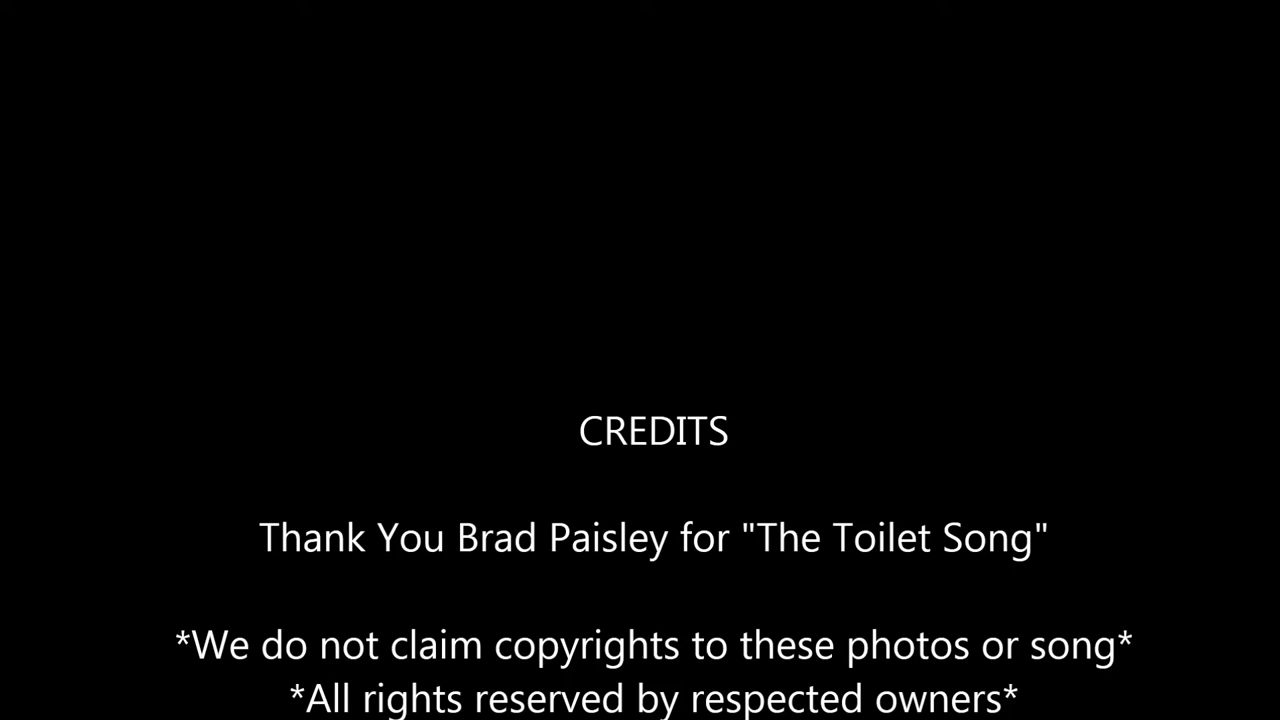 CREDITS
Thank You Brad Paisley for "The Toilet Song"
*We do not claim copyrights to these photos or song*
*All rights reserved by respected owners*